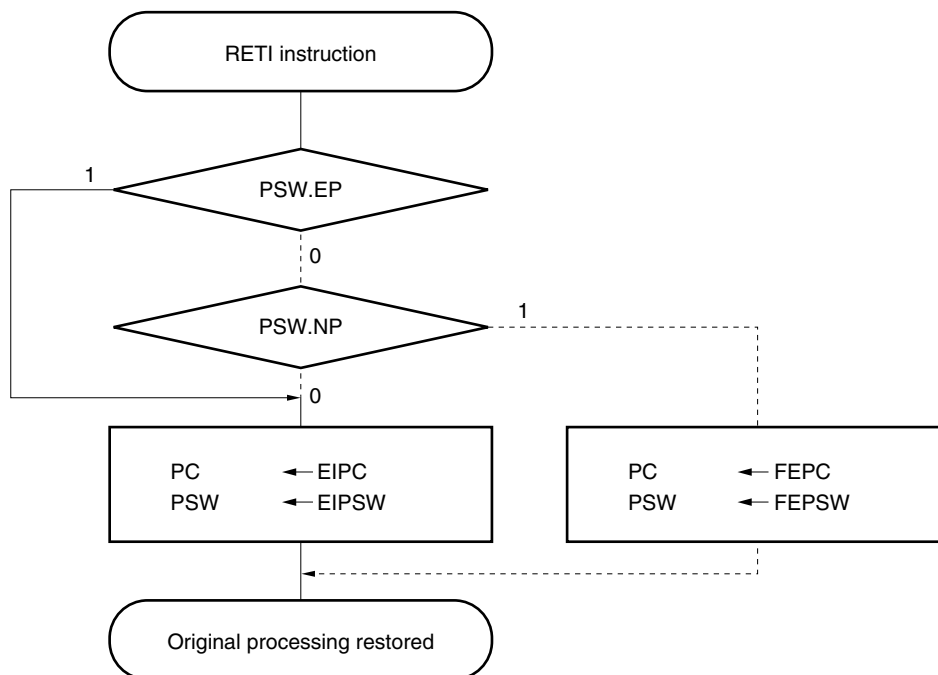 RETI instruction
1
PSW.EP
0
PSW.NP
1
0
PC EIPC
PSW EIPSW
PC FEPC
PSW FEPSW
Original processing restored